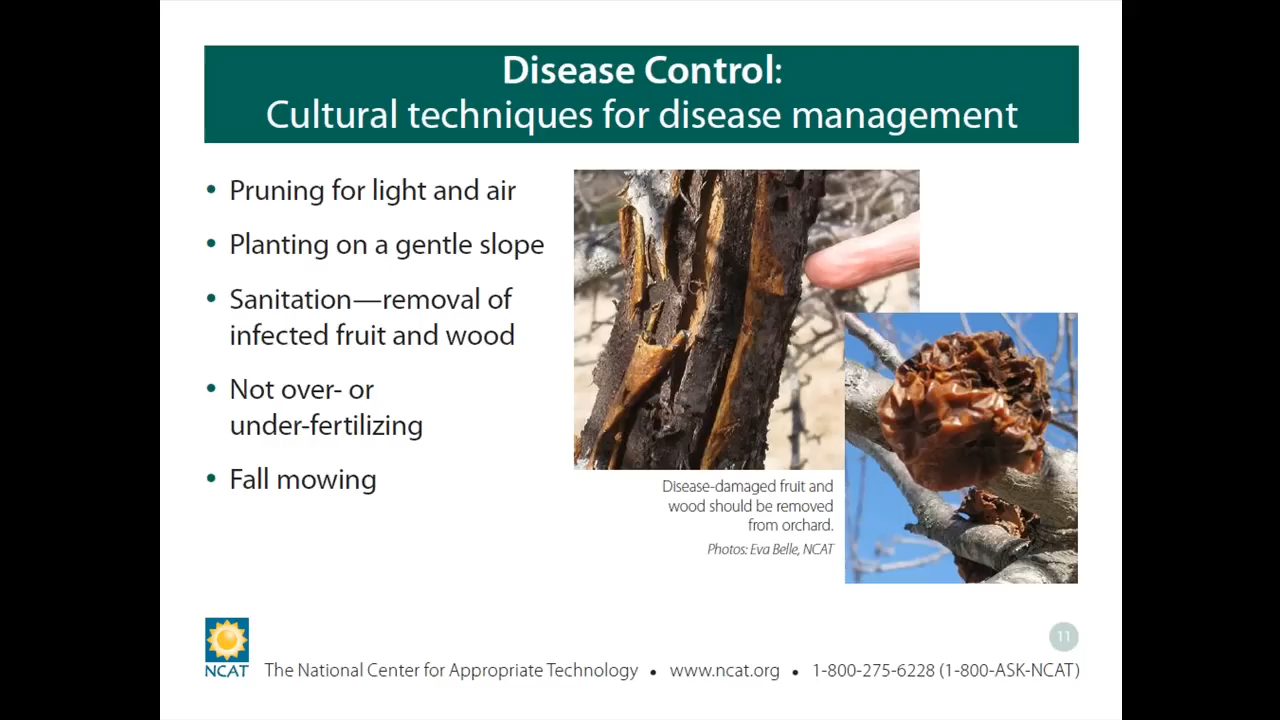 Disease Control:
Cultural techniques for disease management
• Pruning for light and air
• Planting on a gentle slope
• Sanitation—removal of
infected fruit and wood
• Not over- or
under-fertilizing
• Fall mowing
Disease-damaged fruit and
wood should be removed
from orchard.
Photos: Eva Belle, NCAT
11
NCAT
The National Center for Appropriate Technology • www.ncat.org • 1-800-275-6228 (1-800-ASK-NCAT)